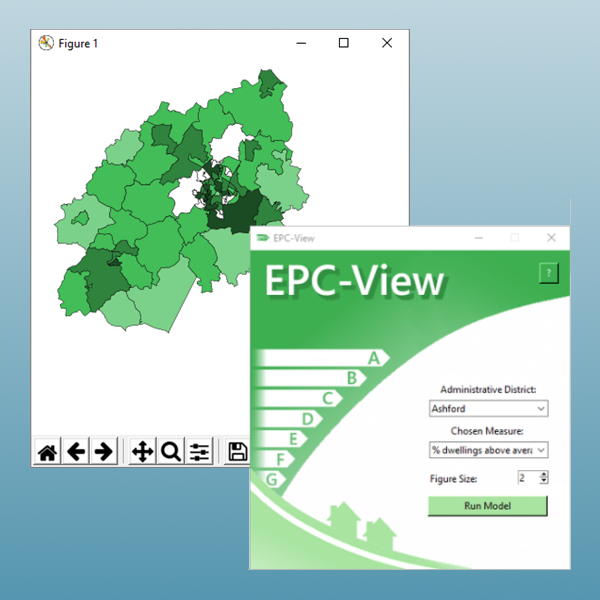 Figure 1
EPC-View
EPC-View
?
A
B
C
D
E
F
G
Administrative District:
Ashford
Chosen Measure:
% dwellings above avera
Figure Size:
2
Run Model